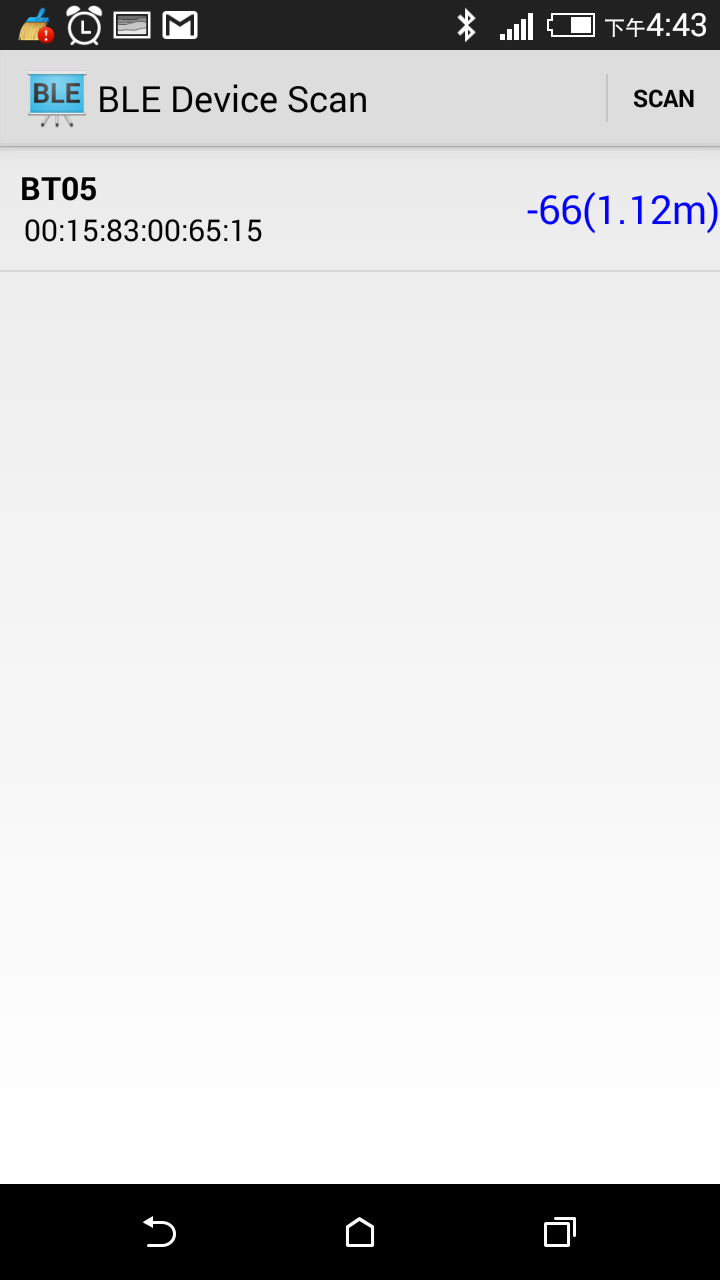 下午4:43
BLE BLE Device Scan SCAN
BT05
00:15:83:00:65:15
-66(1.12m)